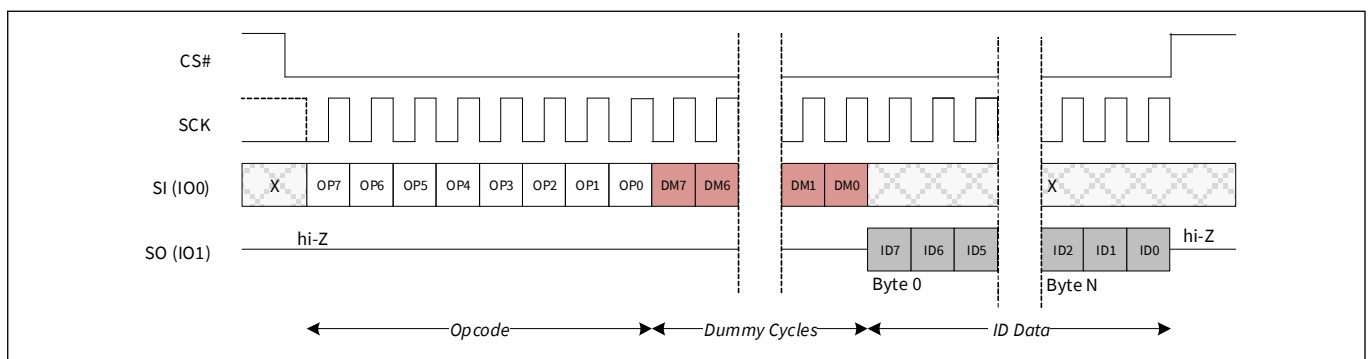 CS#
SCK
SI (IO0) X OP7 OP6 OP5 OP4 OP3 OP2 OP1 OP0 DM7 DM6 DM1 DM0 X
hi-Z hi-Z
SO (IO1) ID7 ID6 ID5 ID2 ID1 ID0
Byte 0 Byte N
Opcode Dummy Cycles ID Data